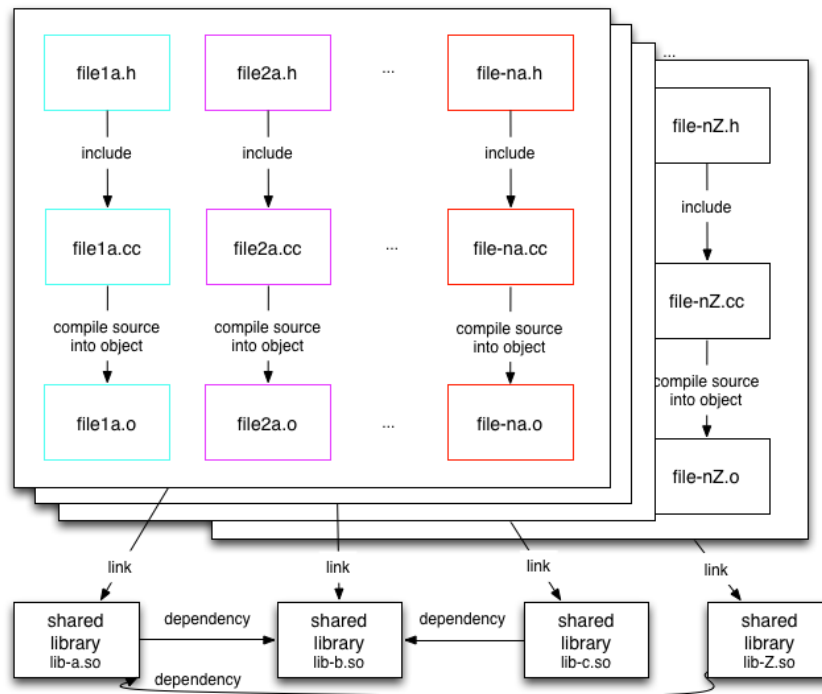 file1a.h
file2a.h
...
file-na.h
...
file-nZ.h
include
include
include
include
file1a.cc
file2a.cc
...
file-na.cc
file-nZ.cc
compile source
into object
compile source
into object
compile source
into object
compile source
into object
file1a.o
file2a.o
...
file-na.o
file-nZ.o
link
link
link
link
shared
library
lib-a.so
dependency
shared
library
lib-b.so
dependency
shared
library
lib-c.so
shared
library
lib-Z.so
dependency